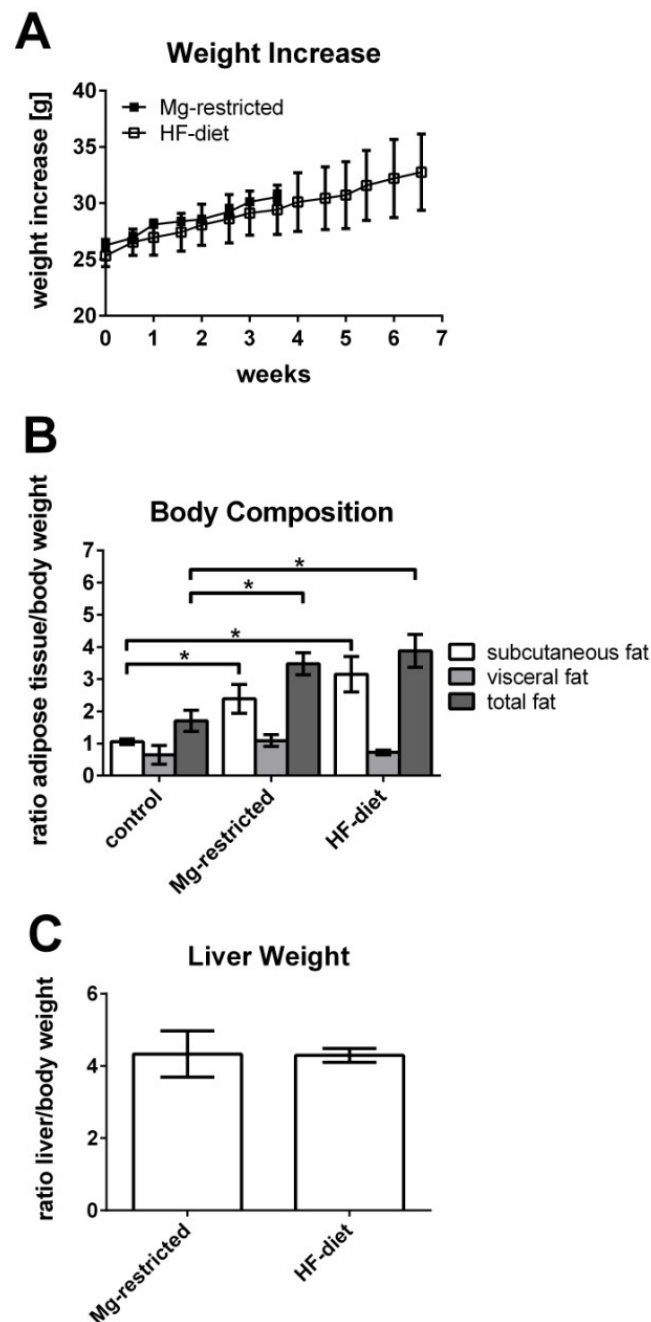 A
Weight Increase
weight increase [g]
40
35
30
25
20
Mg-restricted
HF-diet
0 1 2 3 4 5 6 7
weeks
B
Body Composition
ratio adipose tissue/body weight
7
6
5
4
3
2
1
0
*
*
*
*
subcutaneous fat
visceral fat
total fat
control
Mg-restricted
HF-diet
C
Liver Weight
ratio liver/body weight
6
4
2
0
Mg-restricted
HF-diet